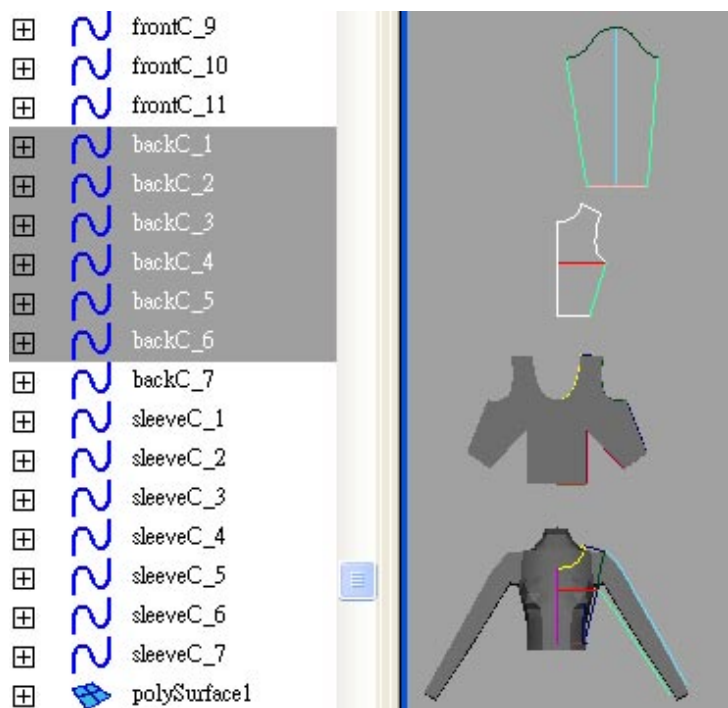 frontC_9
frontC_10
frontC_11
backC_1
backC_2
backC_3
backC_4
backC_5
backC_6
backC_7
sleeveC_1
sleeveC_2
sleeveC_3
sleeveC_4
sleeveC_5
sleeveC_6
sleeveC_7
polySurface1